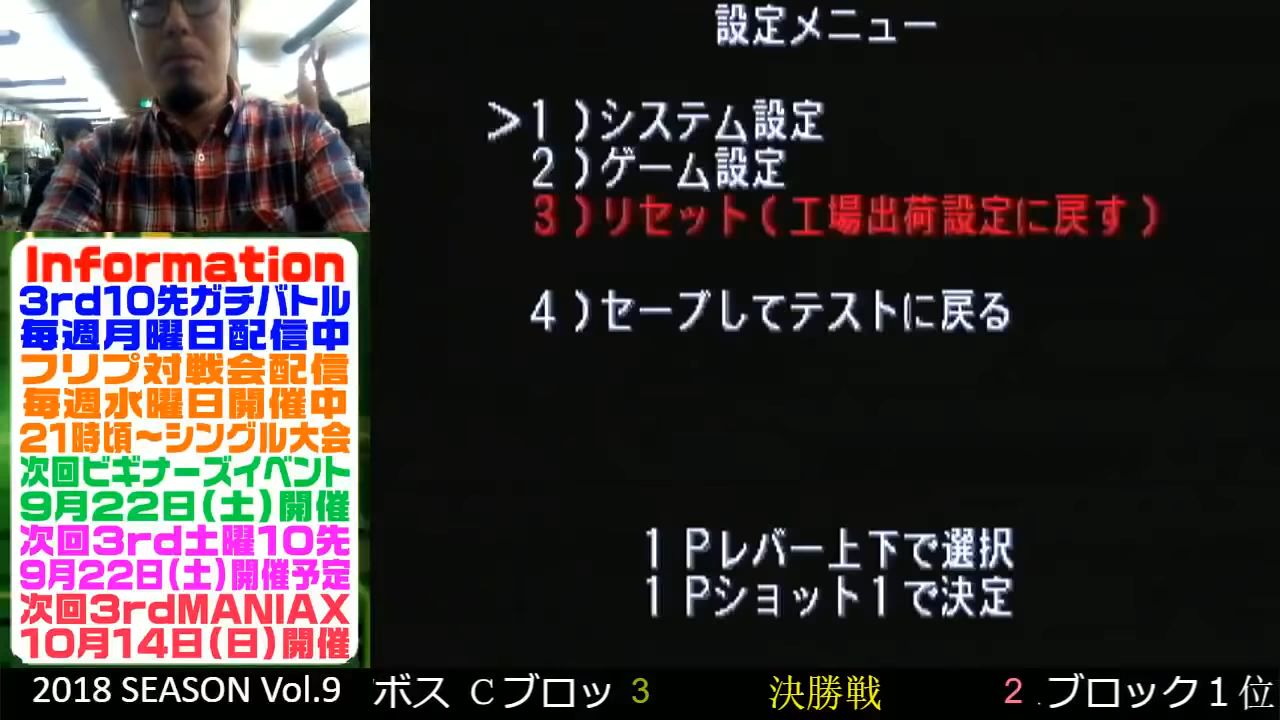 設定メニュー
>1)システム設定
2)ゲーム設定
3)リセット(工場出荷設定に戻す)
4)セーブしてテストに戻る
1Pレバー上下で選択
1Pショット1で決定
Information
3rd10先ガチバトル
毎週月曜日配信中
フリプ対戦会配信
毎週水曜日開催中
21時頃~シングル大会
次回ビギナーズイベント
9月22日(土)開催
次回3rd土曜10先
9月22日(土)開催予定
次回3rdMANIAX
10月14日(日)開催
2018 SEASON Vol.9 ボス Cブロッ 3 決勝戦 2 ブロック1位